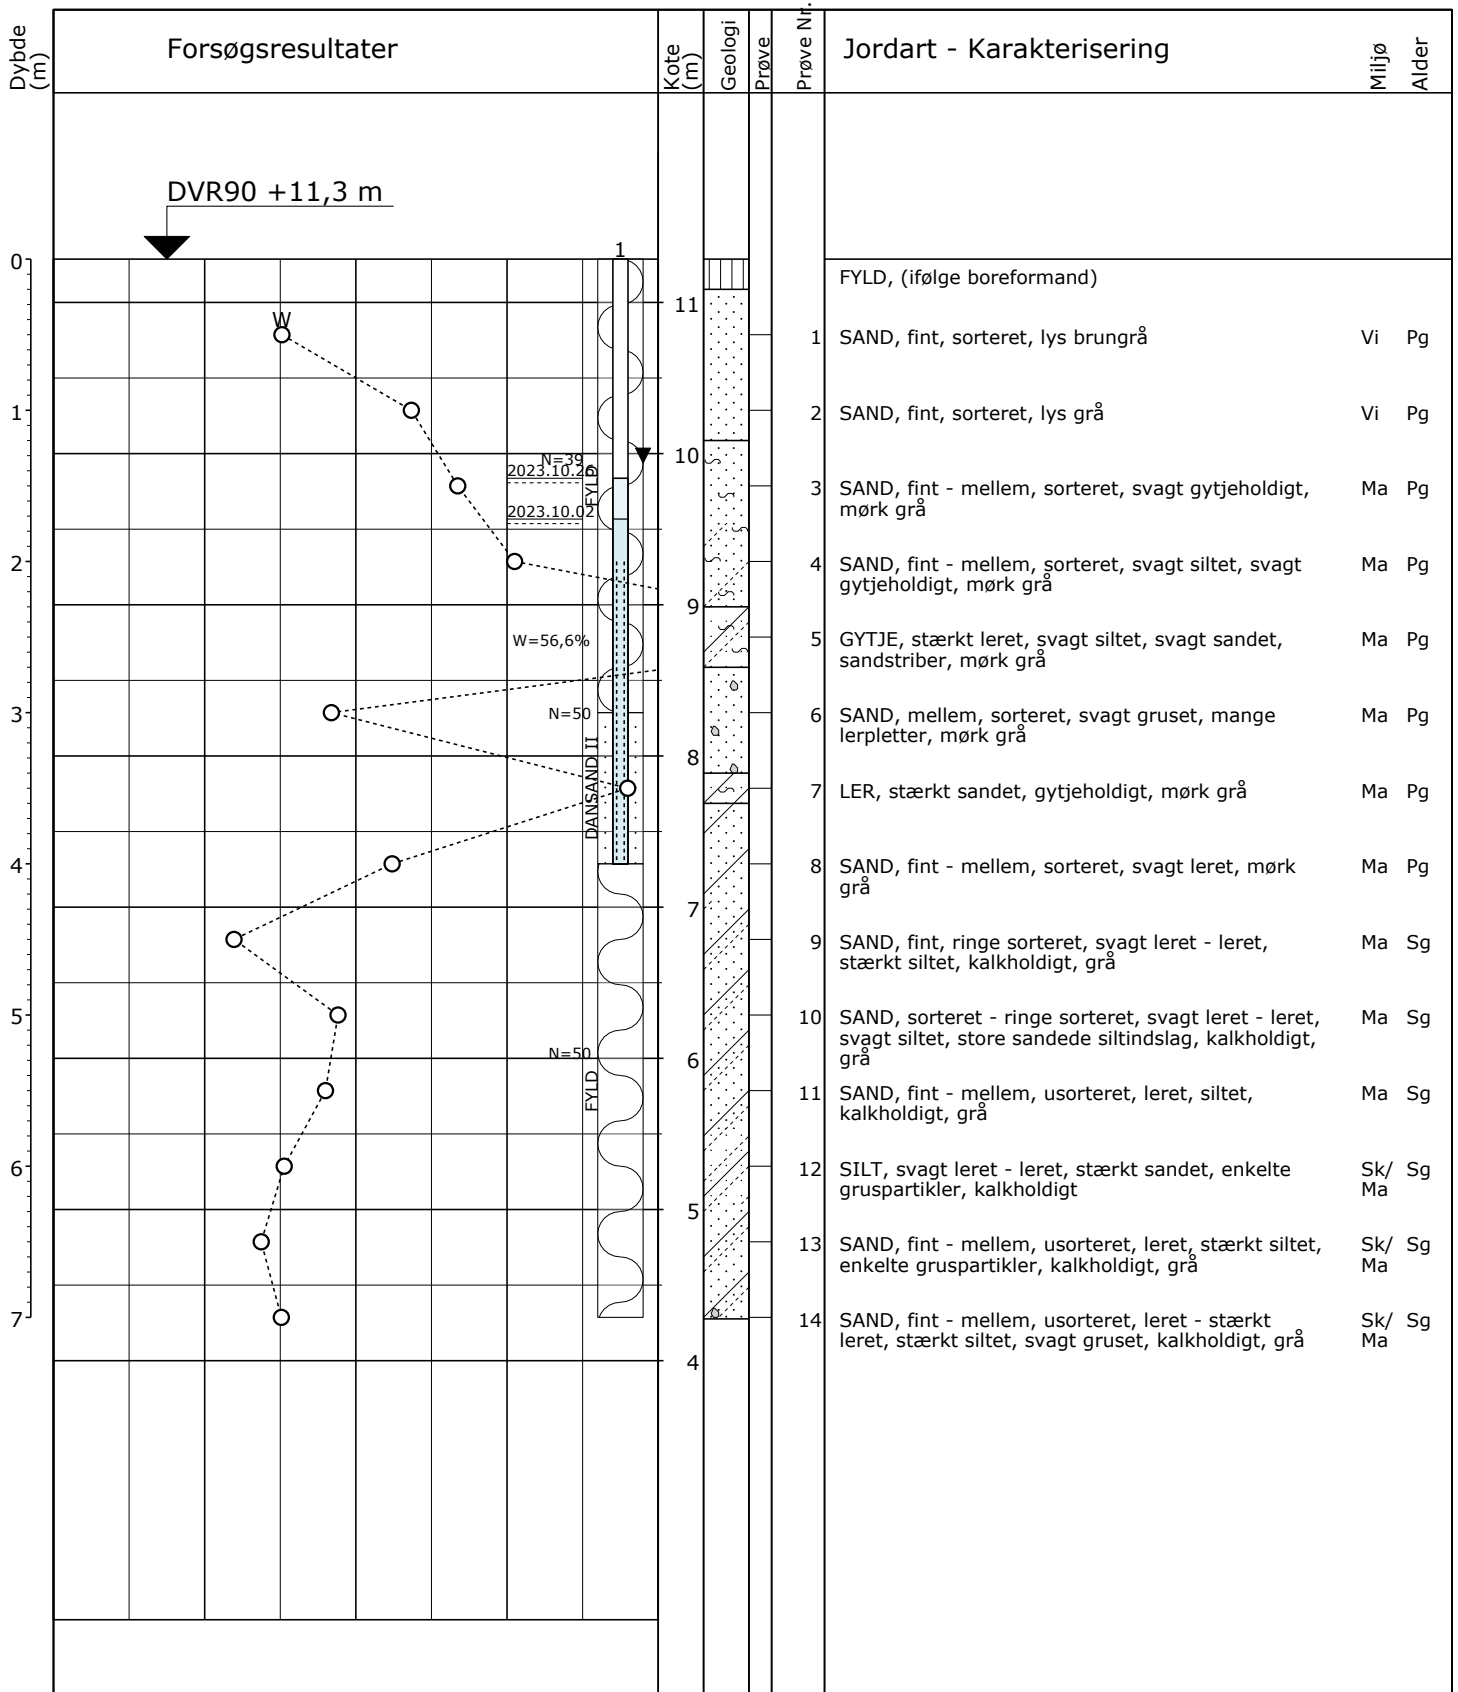 Dybde
(m)
Forsøgsresultater
Kote
(m)
Geologi
Prøve
Prøve Nr.
Jordart - Karakterisering
Miljø
Alder
DVR90 +11,3 m
1
0
FYLD, (ifølge boreformand)
11
W
1 SAND, fint, sorteret, lys brungrå Vi Pg
1
2 SAND, fint, sorteret, lys grå Vi Pg
10
N=39
2023.10.26
FYLD
3 SAND, fint - mellem, sorteret, svagt gytjeholdigt, Ma Pg
mørk grå
2023.10.02
2
4 SAND, fint - mellem, sorteret, svagt siltet, svagt Ma Pg
gytjeholdigt, mørk grå
9
W=56,6%
5 GYTJE, stærkt leret, svagt siltet, svagt sandet, Ma Pg
sandstriber, mørk grå
3
N=50
6 SAND, mellem, sorteret, svagt gruset, mange Ma Pg
lerpletter, mørk grå
8
DANSAND II
7 LER, stærkt sandet, gytjeholdigt, mørk grå Ma Pg
4
8 SAND, fint - mellem, sorteret, svagt leret, mørk Ma Pg
grå
7
9 SAND, fint, ringe sorteret, svagt leret - leret, Ma Sg
stærkt siltet, kalkholdigt, grå
5
10 SAND, sorteret - ringe sorteret, svagt leret - leret, Ma Sg
svagt siltet, store sandede siltindslag, kalkholdigt,
grå
N=50
6
FYLD
11 SAND, fint - mellem, usorteret, leret, siltet, Ma Sg
kalkholdigt, grå
6
12 SILT, svagt leret - leret, stærkt sandet, enkelte Sk/ Sg
gruspartikler, kalkholdigt Ma
5
13 SAND, fint - mellem, usorteret, leret, stærkt siltet, Sk/ Sg
enkelte gruspartikler, kalkholdigt, grå Ma
7
14 SAND, fint - mellem, usorteret, leret - stærkt Sk/ Sg
leret, stærkt siltet, svagt gruset, kalkholdigt, grå Ma
4